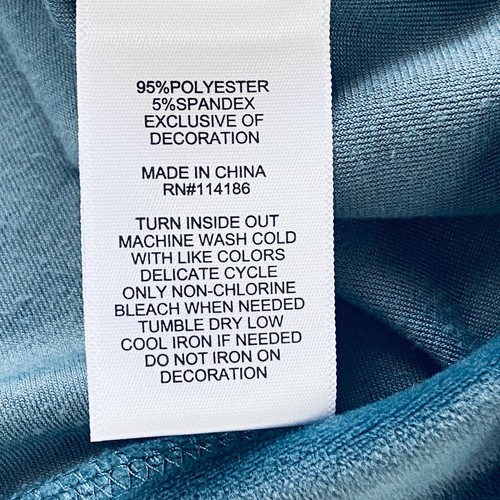 95%POLYESTER
5%SPANDEX
EXCLUSIVE OF
DECORATION
MADE IN CHINA
RN#114186
TURN INSIDE OUT
MACHINE WASH COLD
WITH LIKE COLORS
DELICATE CYCLE
ONLY NON-CHLORINE
BLEACH WHEN NEEDED
TUMBLE DRY LOW
COOL IRON IF NEEDED
DO NOT IRON ON
DECORATION